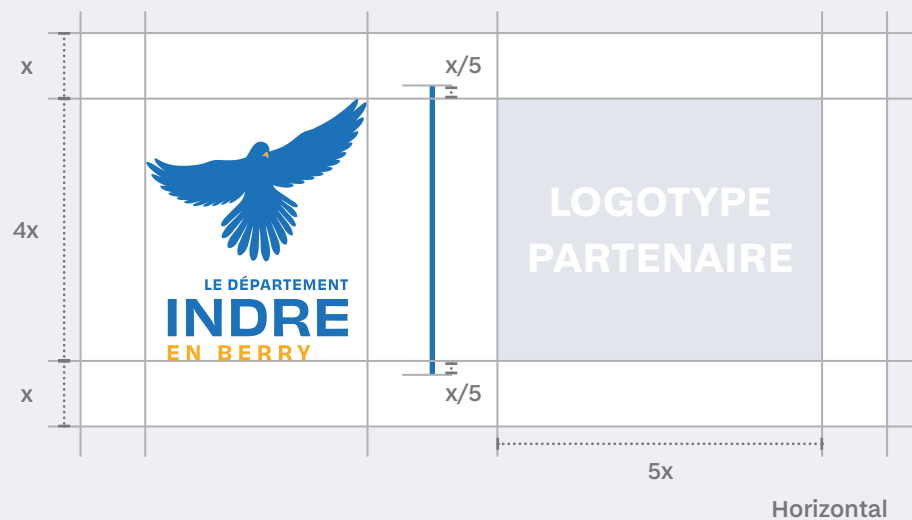 x
x/5
4x
LOGOTYPE
PARTENAIRE
LE DÉPARTEMENT
INDRE
EN BERRY
x
x/5
5x
Horizontal